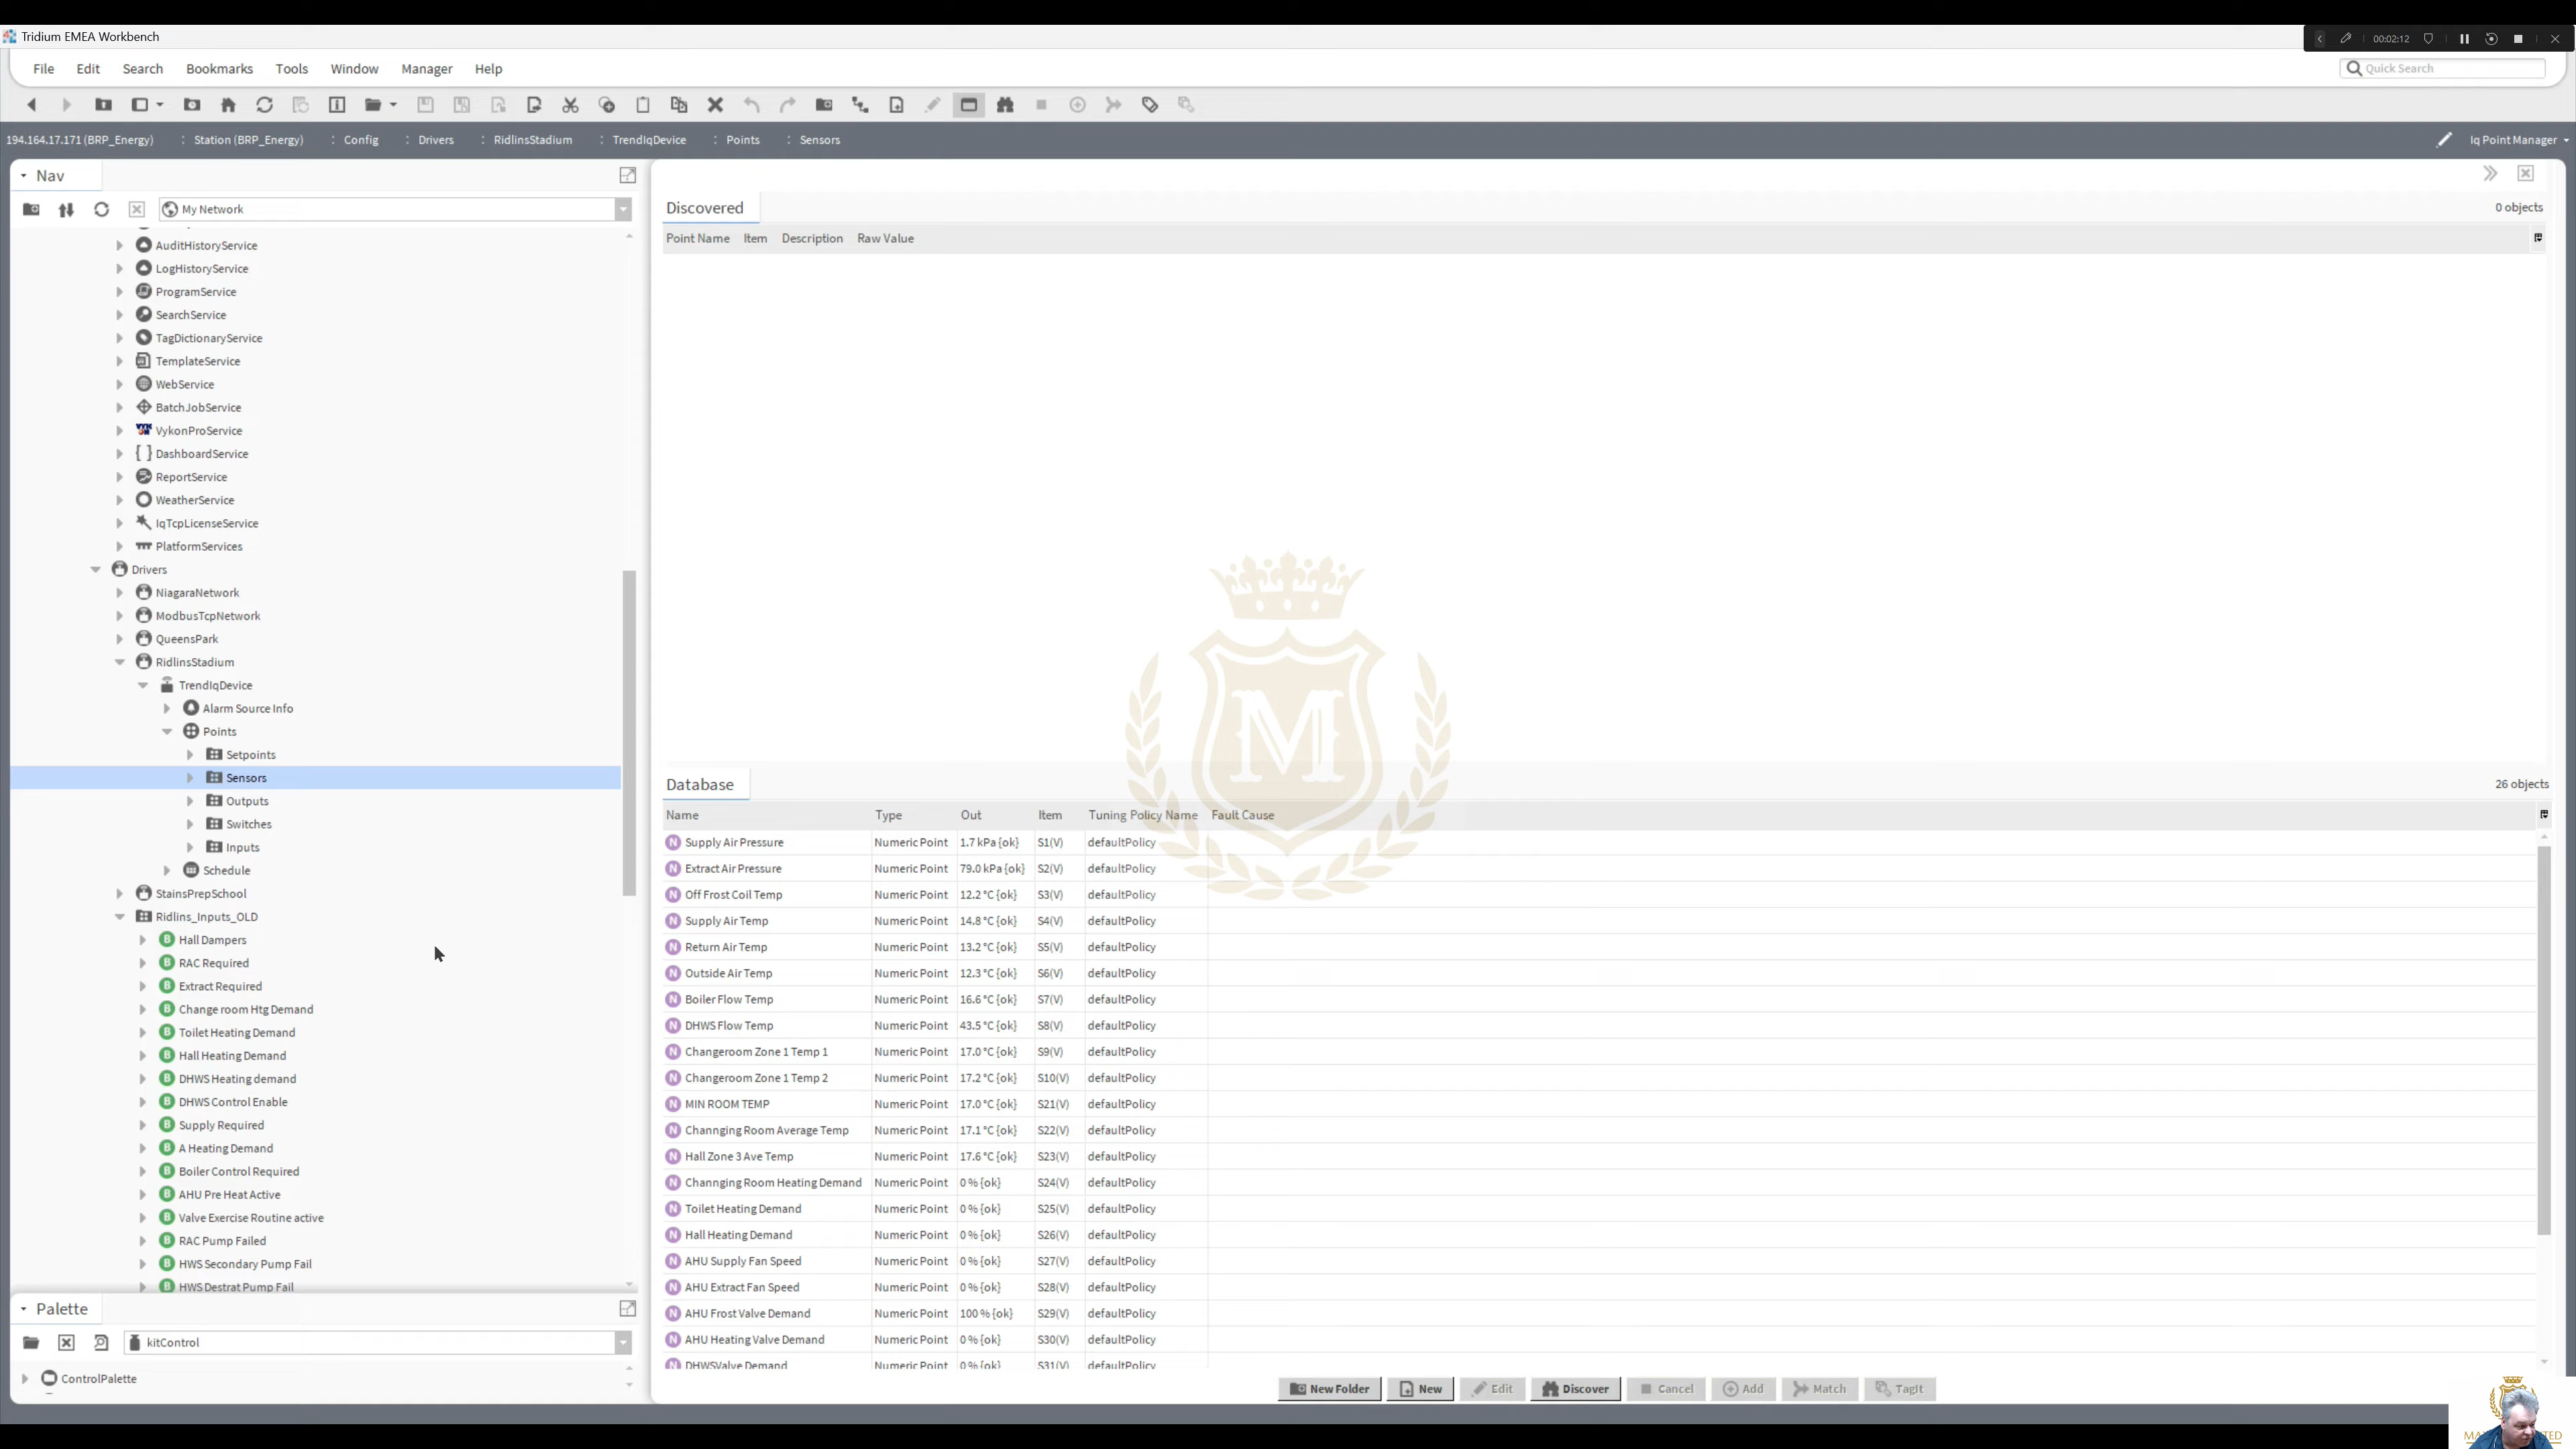 Tridium EMEA Workbench
00:02:12
File Edit Search Bookmarks Tools Window Manager Help
Quick Search
194.164.17.171 (BRP_Energy) : Station (BRP_Energy) : Config : Drivers : RidlinsStadium : TrendIqDevice : Points : Sensors
Iq Point Manager
Nav
My Network
AuditHistoryService
LogHistoryService
ProgramService
SearchService
TagDictionaryService
TemplateService
WebService
BatchJobService
VykonProService
DashboardService
ReportService
WeatherService
IqTcpLicenseService
PlatformServices
Drivers
NiagaraNetwork
ModbusTcpNetwork
QueensPark
RidlinsStadium
TrendIqDevice
Alarm Source Info
Points
Setpoints
Sensors
Outputs
Switches
Inputs
Schedule
StainsPrepSchool
Ridlins_Inputs_OLD
B Hall Dampers
B RAC Required
B Extract Required
B Change room Htg Demand
B Toilet Heating Demand
B Hall Heating Demand
B DHWS Heating demand
B DHWS Control Enable
B Supply Required
B A Heating Demand
B Boiler Control Required
B AHU Pre Heat Active
B Valve Exercise Routine active
B RAC Pump Failed
B HWS Secondary Pump Fail
B HWS Destrat Pump Fail
Palette
kitControl
ControlPalette
Discovered
0 objects
Point Name Item Description Raw Value
M
Database
26 objects
Name Type Out Item Tuning Policy Name Fault Cause
N Supply Air Pressure Numeric Point 1.7 kPa {ok} S1(V) defaultPolicy
N Extract Air Pressure Numeric Point 79.0 kPa {ok} S2(V) defaultPolicy
N Off Frost Coil Temp Numeric Point 12.2 °C {ok} S3(V) defaultPolicy
N Supply Air Temp Numeric Point 14.8 °C {ok} S4(V) defaultPolicy
N Return Air Temp Numeric Point 13.2 °C {ok} S5(V) defaultPolicy
N Outside Air Temp Numeric Point 12.3 °C {ok} S6(V) defaultPolicy
N Boiler Flow Temp Numeric Point 16.6 °C {ok} S7(V) defaultPolicy
N DHWS Flow Temp Numeric Point 43.5 °C {ok} S8(V) defaultPolicy
N Changeroom Zone 1 Temp 1 Numeric Point 17.0 °C {ok} S9(V) defaultPolicy
N Changeroom Zone 1 Temp 2 Numeric Point 17.2 °C {ok} S10(V) defaultPolicy
N MIN ROOM TEMP Numeric Point 17.0 °C {ok} S21(V) defaultPolicy
N Channging Room Average Temp Numeric Point 17.1 °C {ok} S22(V) defaultPolicy
N Hall Zone 3 Ave Temp Numeric Point 17.6 °C {ok} S23(V) defaultPolicy
N Channging Room Heating Demand Numeric Point 0 % {ok} S24(V) defaultPolicy
N Toilet Heating Demand Numeric Point 0 % {ok} S25(V) defaultPolicy
N Hall Heating Demand Numeric Point 0 % {ok} S26(V) defaultPolicy
N AHU Supply Fan Speed Numeric Point 0 % {ok} S27(V) defaultPolicy
N AHU Extract Fan Speed Numeric Point 0 % {ok} S28(V) defaultPolicy
N AHU Frost Valve Demand Numeric Point 100 % {ok} S29(V) defaultPolicy
N AHU Heating Valve Demand Numeric Point 0 % {ok} S30(V) defaultPolicy
N DHWSValve Demand Numeric Point 0 % {ok} S31(V) defaultPolicy
New Folder New Edit Discover Cancel Add Match TagIt